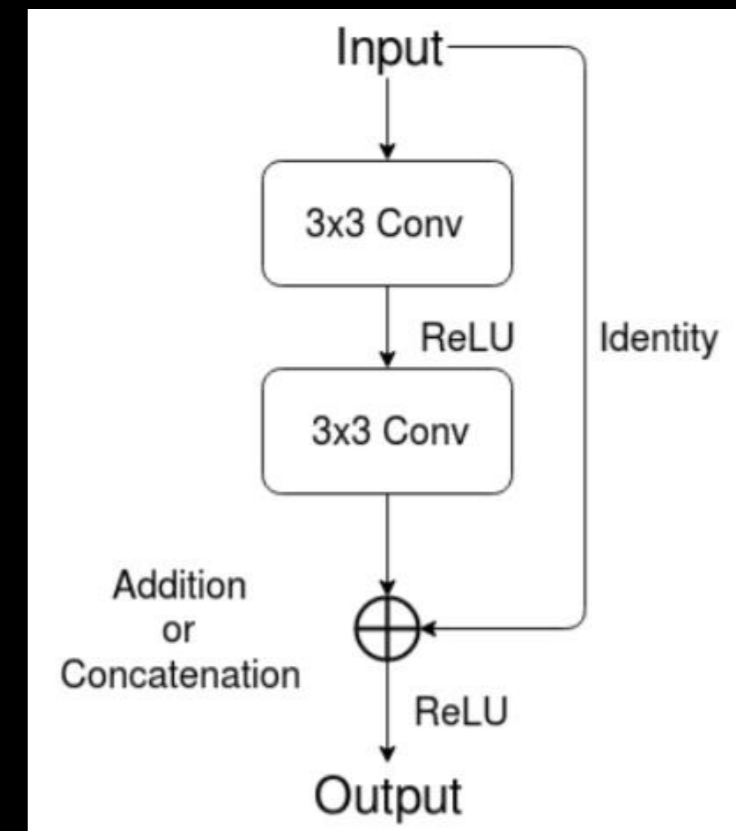 Input
3x3 Conv
ReLU
Identity
3x3 Conv
Addition
or
Concatenation
ReLU
Output